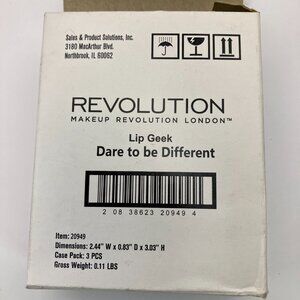 Sales & Product Solutions, Inc.
3180 MacArthur Blvd.
Northbrook, IL 60062
REVOLUTION
MAKEUP REVOLUTION LONDON™
Lip Geek
Dare to be Different
2 08 38623 20949 4
Item: 20949
Dimensions: 2.44" W x 0.83" D x 3.03" H
Case Pack: 3 PCS
Gross Weight: 0.11 LBS